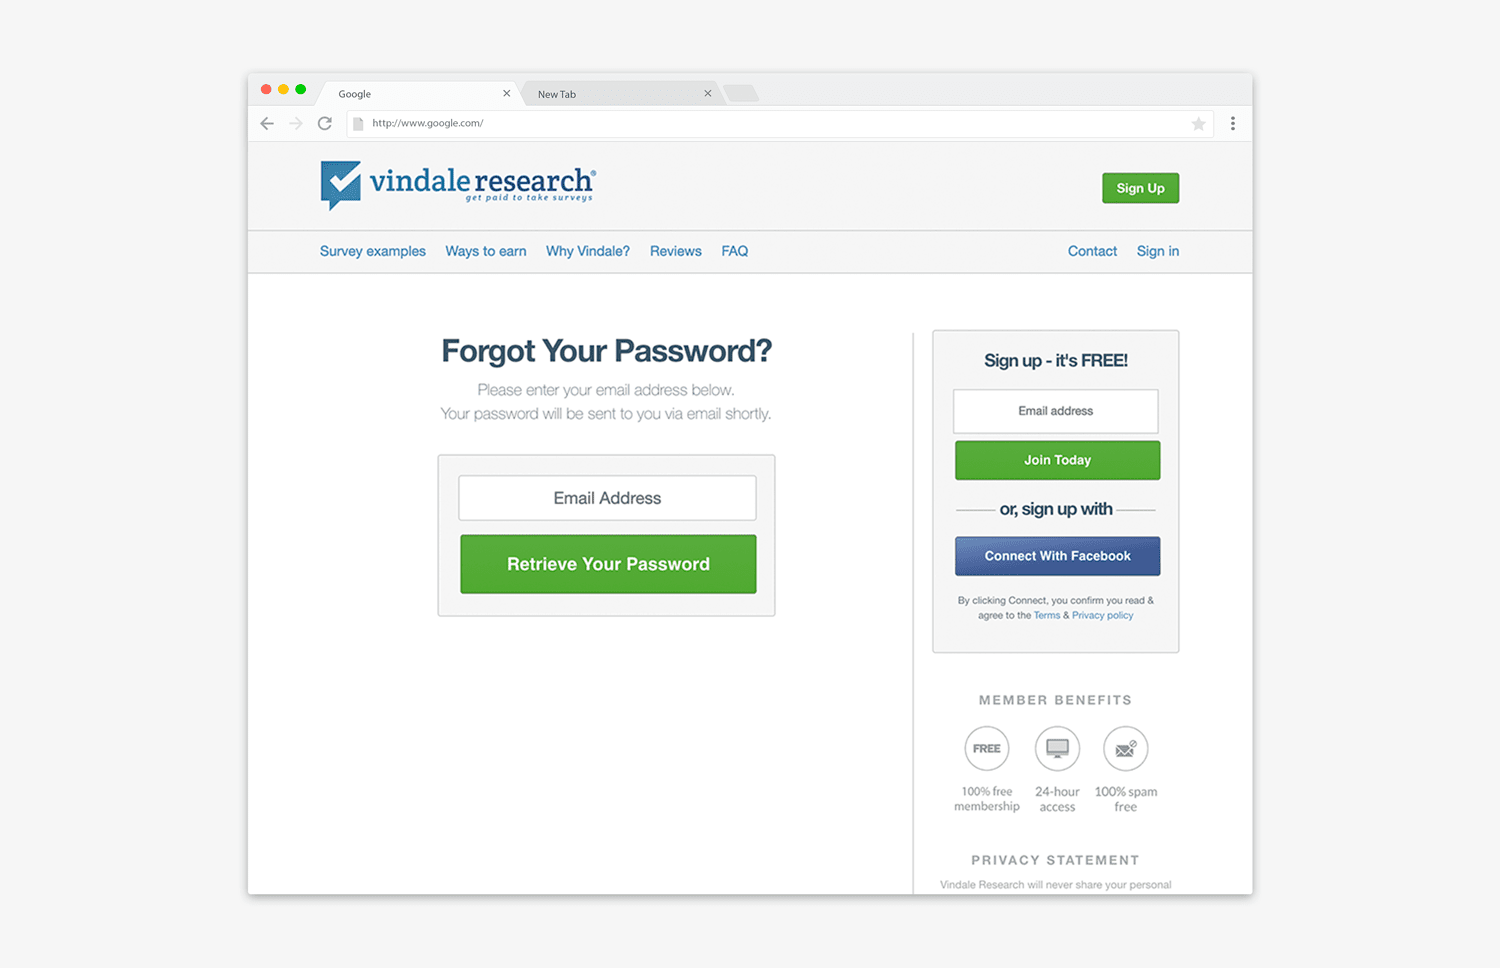 Google
New Tab
http://www.google.com/
vindale research®
get paid to take surveys
Sign Up
Survey examples Ways to earn Why Vindale? Reviews FAQ Contact Sign in
Forgot Your Password?
Please enter your email address below.
Your password will be sent to you via email shortly.
Email Address
Retrieve Your Password
Sign up - it's FREE!
Email address
Join Today
or, sign up with
Connect With Facebook
By clicking Connect, you confirm you read &
agree to the Terms & Privacy policy
MEMBER BENEFITS
FREE
100% free
membership
24-hour
access
100% spam
free
PRIVACY STATEMENT
Vindale Research will never share your personal